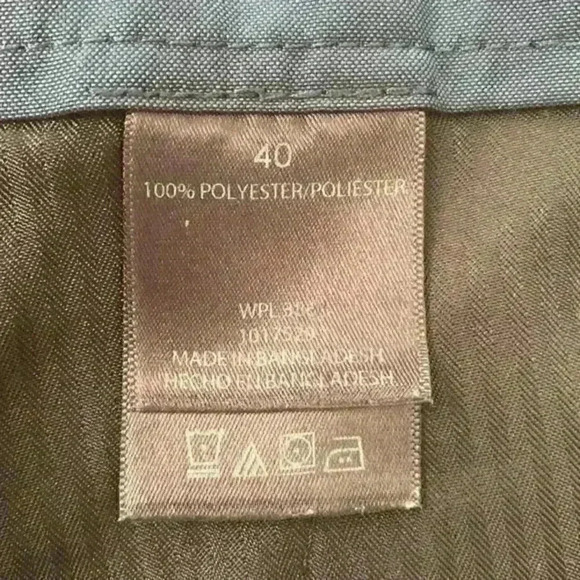 40
100% POLYESTER/POLIÉSTER
WPL
MADE IN BANGLADESH
HECHO EN BANGLADESH